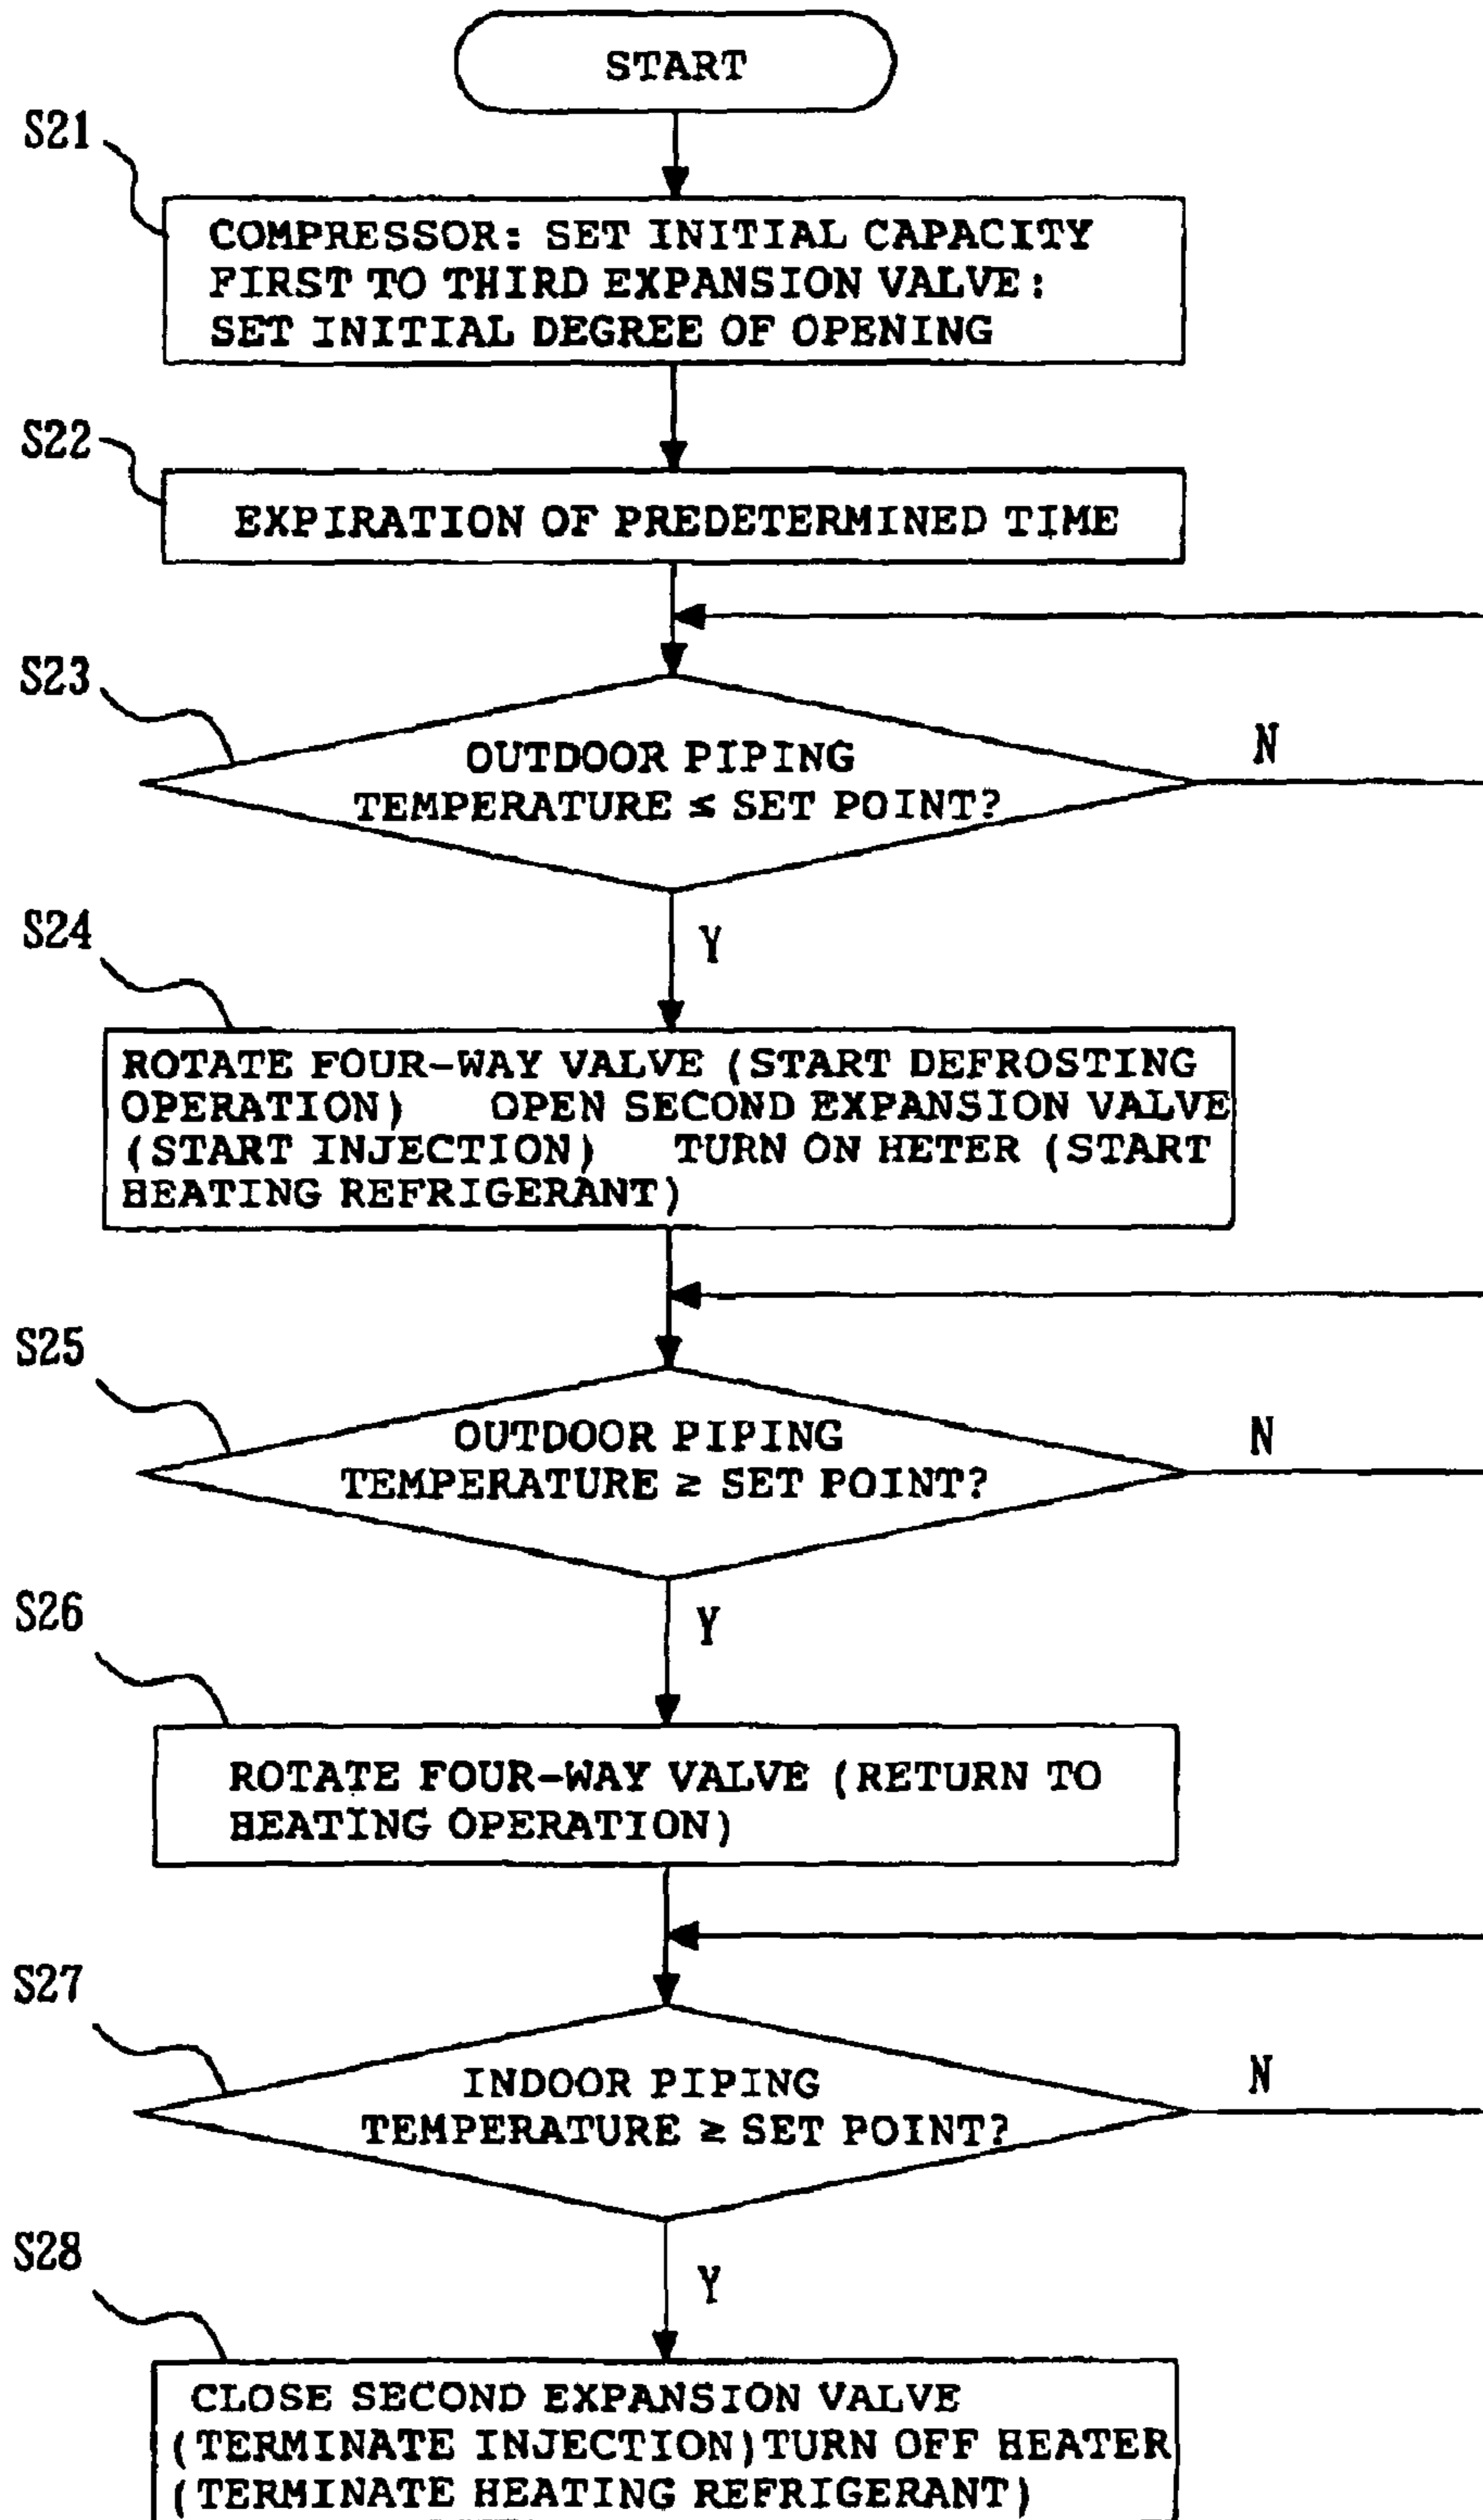 START
S21
COMPRESSOR: SET INITIAL CAPACITY
FIRST TO THIRD EXPANSION VALVE:
SET INITIAL DEGREE OF OPENING
S22
EXPIRATION OF PREDETERMINED TIME
S23
OUTDOOR PIPING
TEMPERATURE ≤ SET POINT?
N
Y
S24
ROTATE FOUR-WAY VALVE (START DEFROSTING
OPERATION) OPEN SECOND EXPANSION VALVE
(START INJECTION) TURN ON HETER (START
HEATING REFRIGERANT)
S25
OUTDOOR PIPING
TEMPERATURE ≥ SET POINT?
N
Y
S26
ROTATE FOUR-WAY VALVE (RETURN TO
HEATING OPERATION)
S27
INDOOR PIPING
TEMPERATURE ≥ SET POINT?
N
Y
S28
CLOSE SECOND EXPANSION VALVE
(TERMINATE INJECTION)TURN OFF HEATER
(TERMINATE HEATING REFRIGERANT)